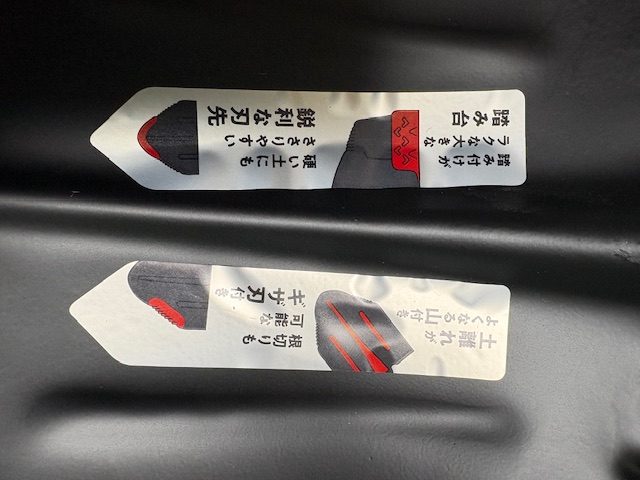 土離れが
よくなる山付き
根切りも
可能な
ギザ刃付き
踏み付けが
ラクな大きな
踏み台
硬い土にも
ささりやすい
鋭利な刃先